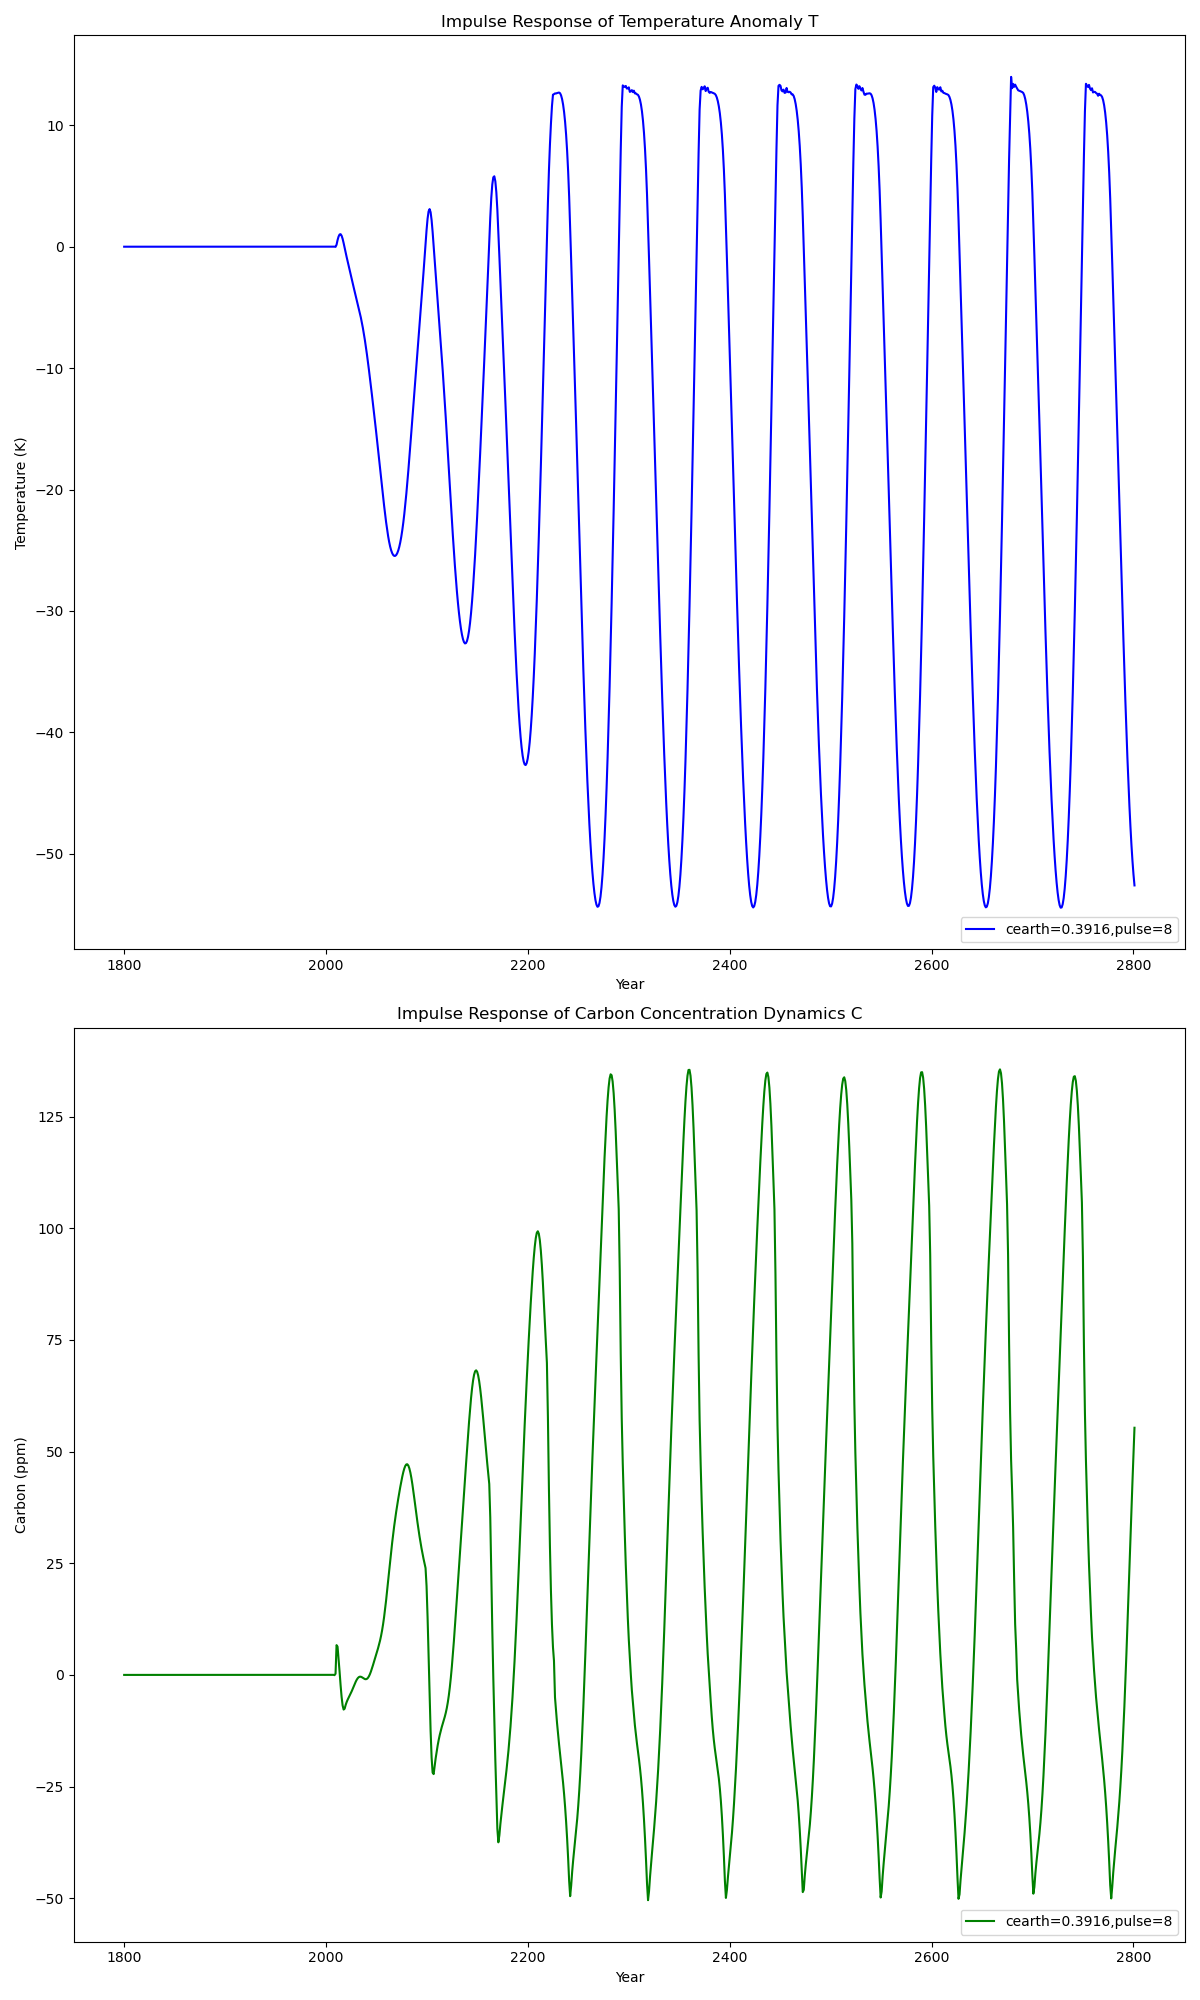 Impulse Response of Temperature Anomaly T
10
0
−10
−20
−30
−40
−50
Temperature (K)
cearth=0.3916,pulse=8
1800 2000 2200 2400 2600 2800
Year
Impulse Response of Carbon Concentration Dynamics C
125
100
75
50
25
0
−25
−50
Carbon (ppm)
cearth=0.3916,pulse=8
1800 2000 2200 2400 2600 2800
Year